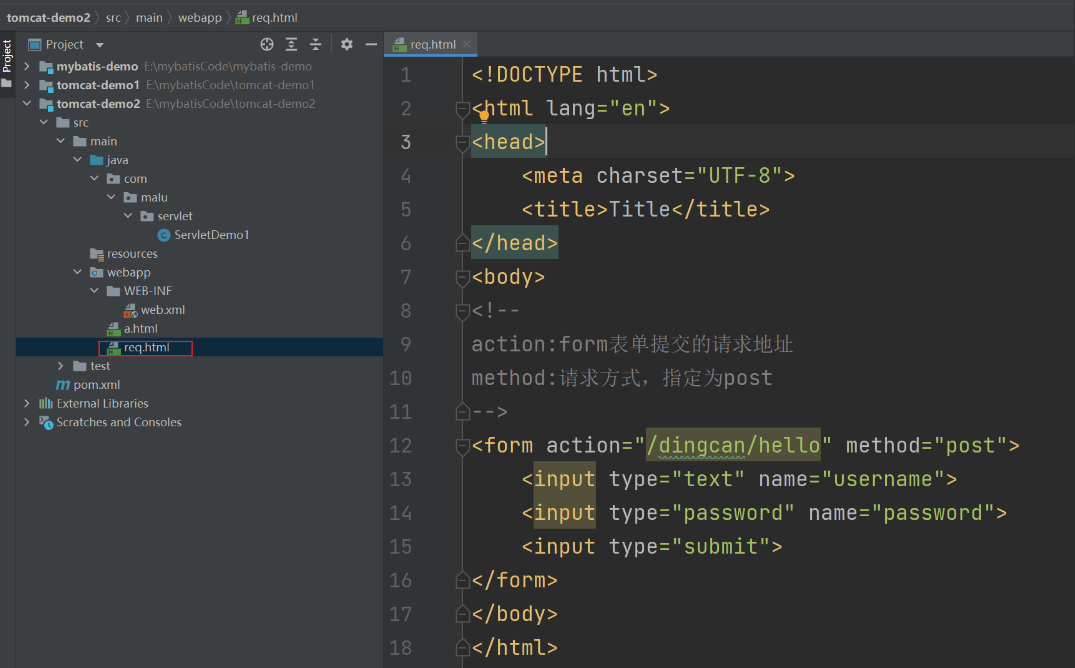 tomcat-demo2 src main webapp req.html
Project
Project
req.html
mybatis-demo E:\mybatisCode\mybatis-demo
tomcat-demo1 E:\mybatisCode\tomcat-demo1
tomcat-demo2 E:\mybatisCode\tomcat-demo2
src
main
java
com
malu
servlet
ServletDemo1
resources
webapp
WEB-INF
web.xml
a.html
req.html
test
pom.xml
External Libraries
Scratches and Consoles
1 <!DOCTYPE html>
2 <html lang="en">
3 <head>
4     <meta charset="UTF-8">
5     <title>Title</title>
6 </head>
7 <body>
8 <!--
9 action:form表单提交的请求地址
10 method:请求方式，指定为post
11 -->
12 <form action="/dingcan/hello" method="post">
13     <input type="text" name="username">
14     <input type="password" name="password">
15     <input type="submit">
16 </form>
17 </body>
18 </html>